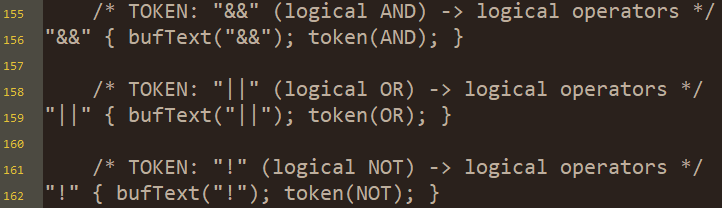 155     /* TOKEN: "&&" (logical AND) -> logical operators */
156 "&&" { bufText("&&"); token(AND); }
157
158     /* TOKEN: "||" (logical OR) -> logical operators */
159 "||" { bufText("||"); token(OR); }
160
161     /* TOKEN: "!" (logical NOT) -> logical operators */
162 "!" { bufText("!"); token(NOT); }